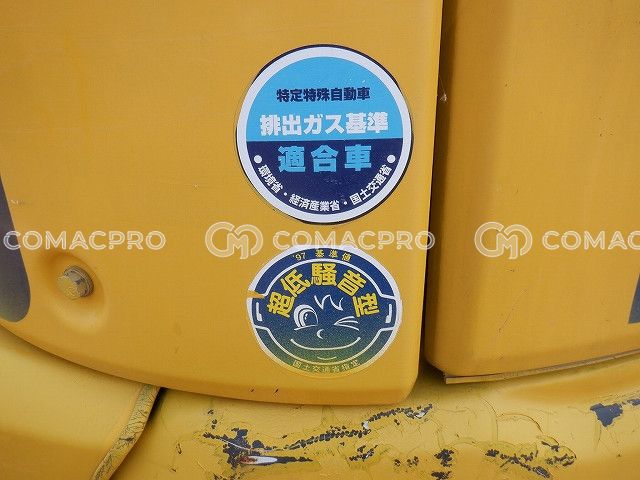 特定特殊自動車
排出ガス基準
適合車
・環境省・経済産業省・国土交通省・
COMACPRO
COMACPRO
COMACPRO
'97 基準値
超低騒音型
国土交通省指定